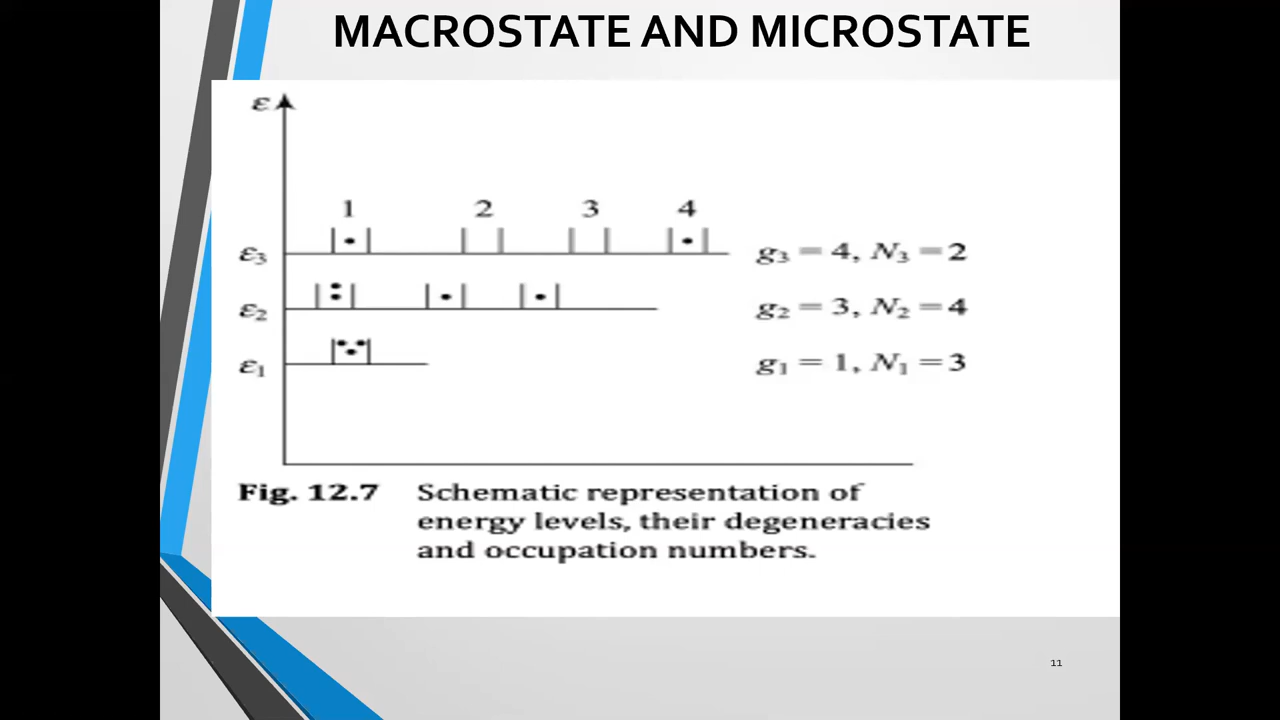 MACROSTATE AND MICROSTATE
ε
1 2 3 4
ε₃ g₃ = 4, N₃ = 2
ε₂ g₂ = 3, N₂ = 4
ε₁ g₁ = 1, N₁ = 3
Fig. 12.7 Schematic representation of
energy levels, their degeneracies
and occupation numbers.
11